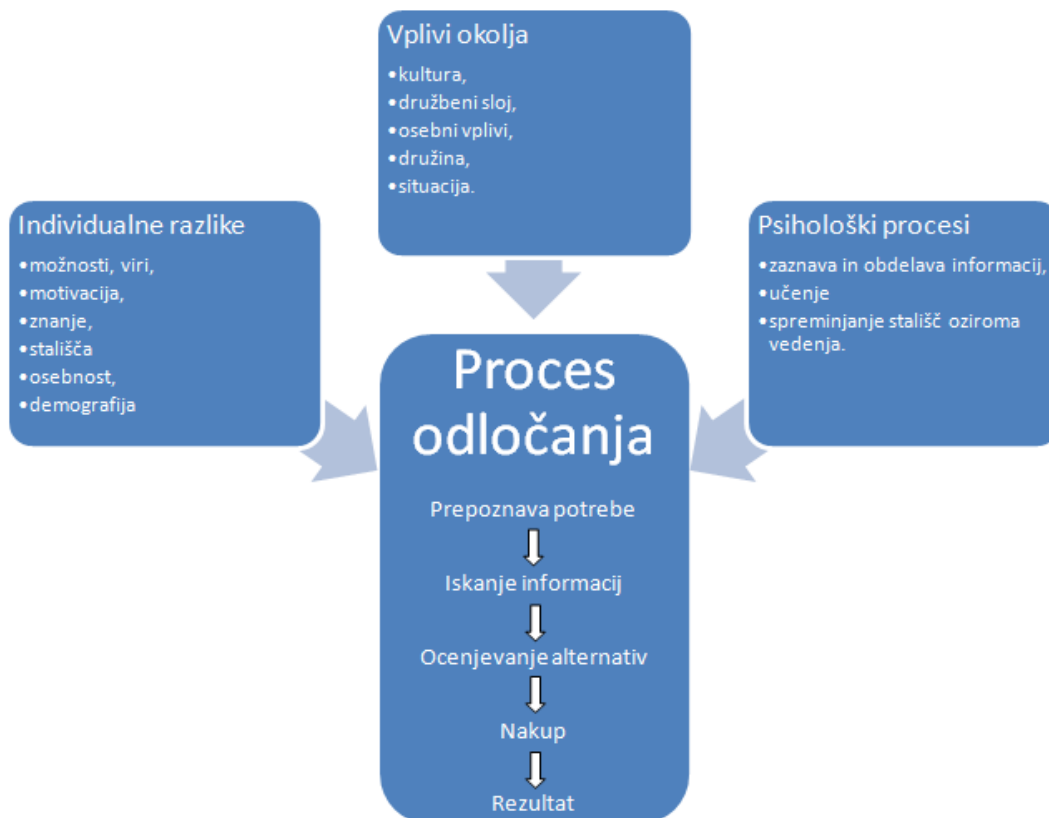 Vplivi okolja
•kultura,
•družbeni sloj,
•osebni vplivi,
•družina,
•situacija.
Individualne razlike
•možnosti, viri,
•motivacija,
•znanje,
•stališča
•osebnost,
•demografija
Psihološki procesi
•zaznava in obdelava informacij,
•učenje
•spreminjanje stališč oziroma
vedenja.
Proces
odločanja
Prepoznava potrebe
Iskanje informacij
Ocenjevanje alternativ
Nakup
Rezultat